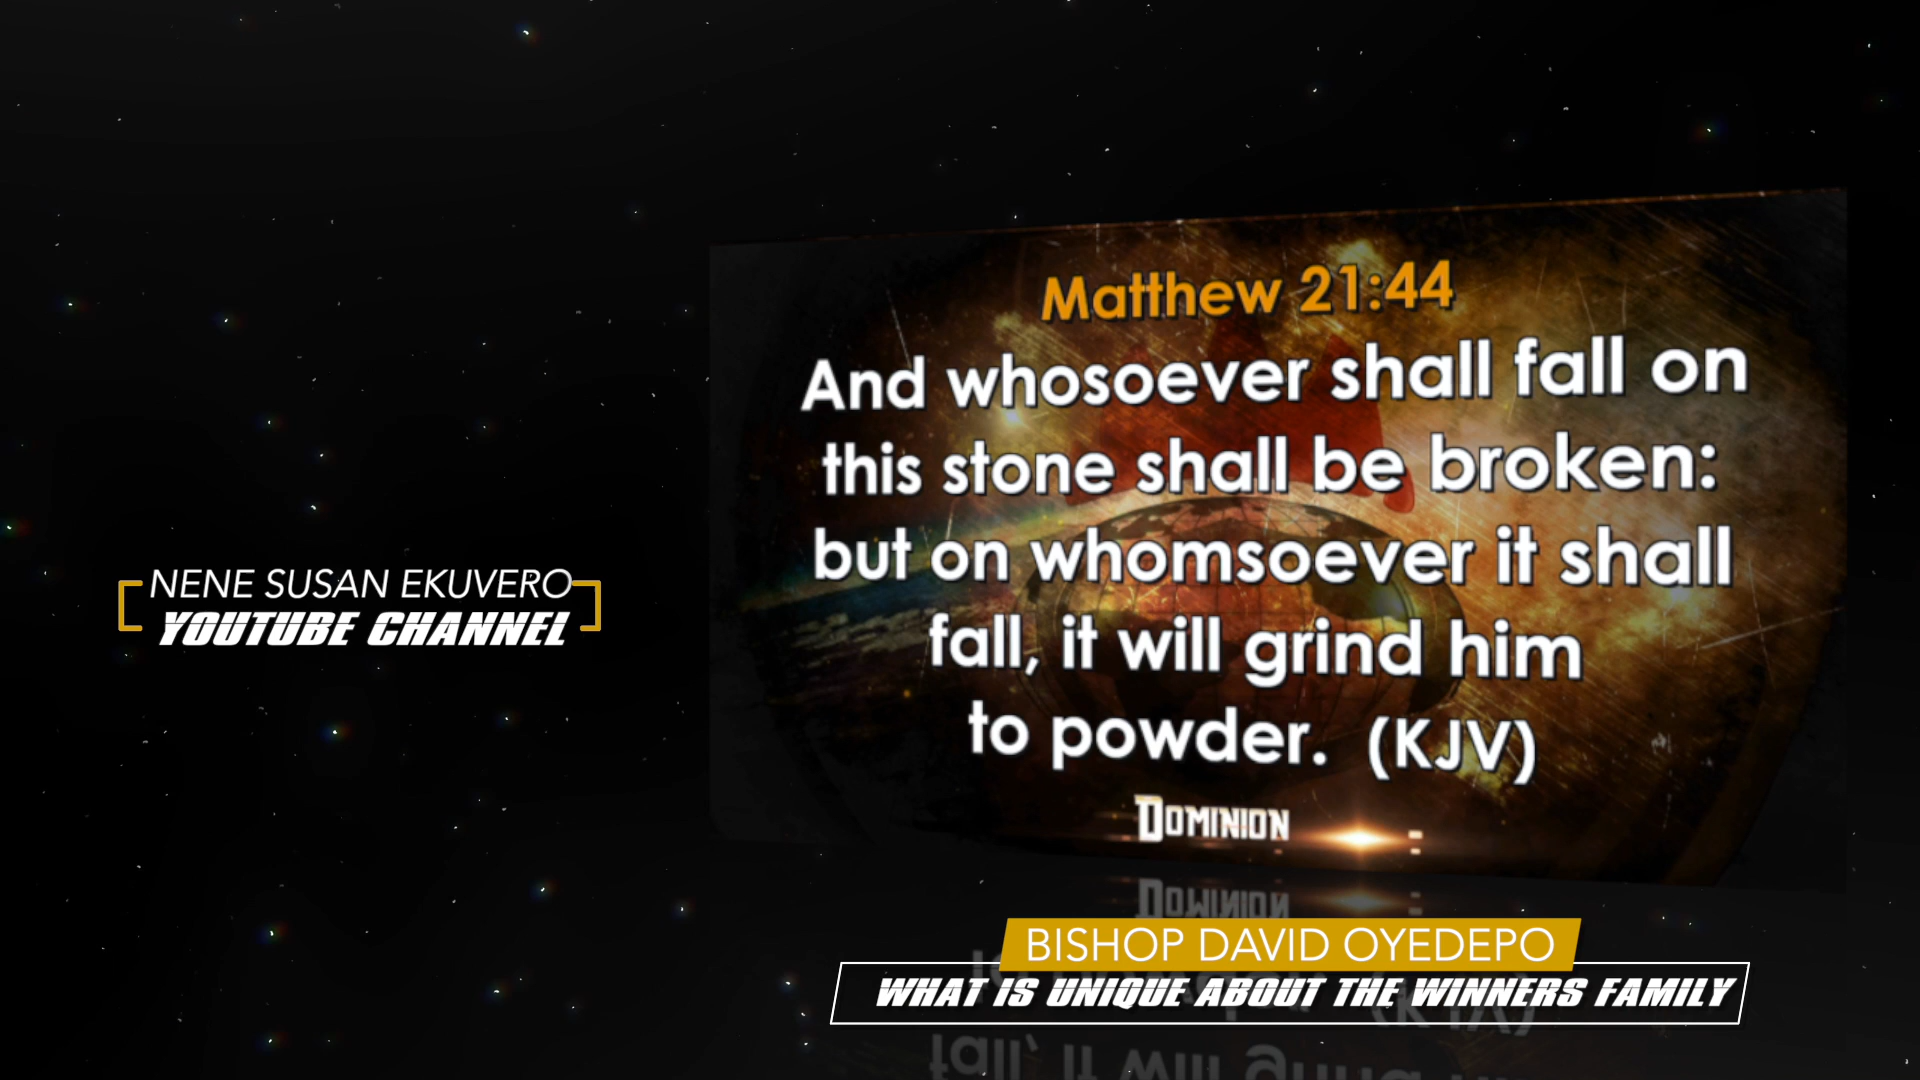 NENE SUSAN EKUVERO
YOUTUBE CHANNEL
Matthew 21:44
And whosoever shall fall on
this stone shall be broken:
but on whomsoever it shall
fall, it will grind him
to powder. (KJV)
DOMINION
BISHOP DAVID OYEDEPO
WHAT IS UNIQUE ABOUT THE WINNERS FAMILY